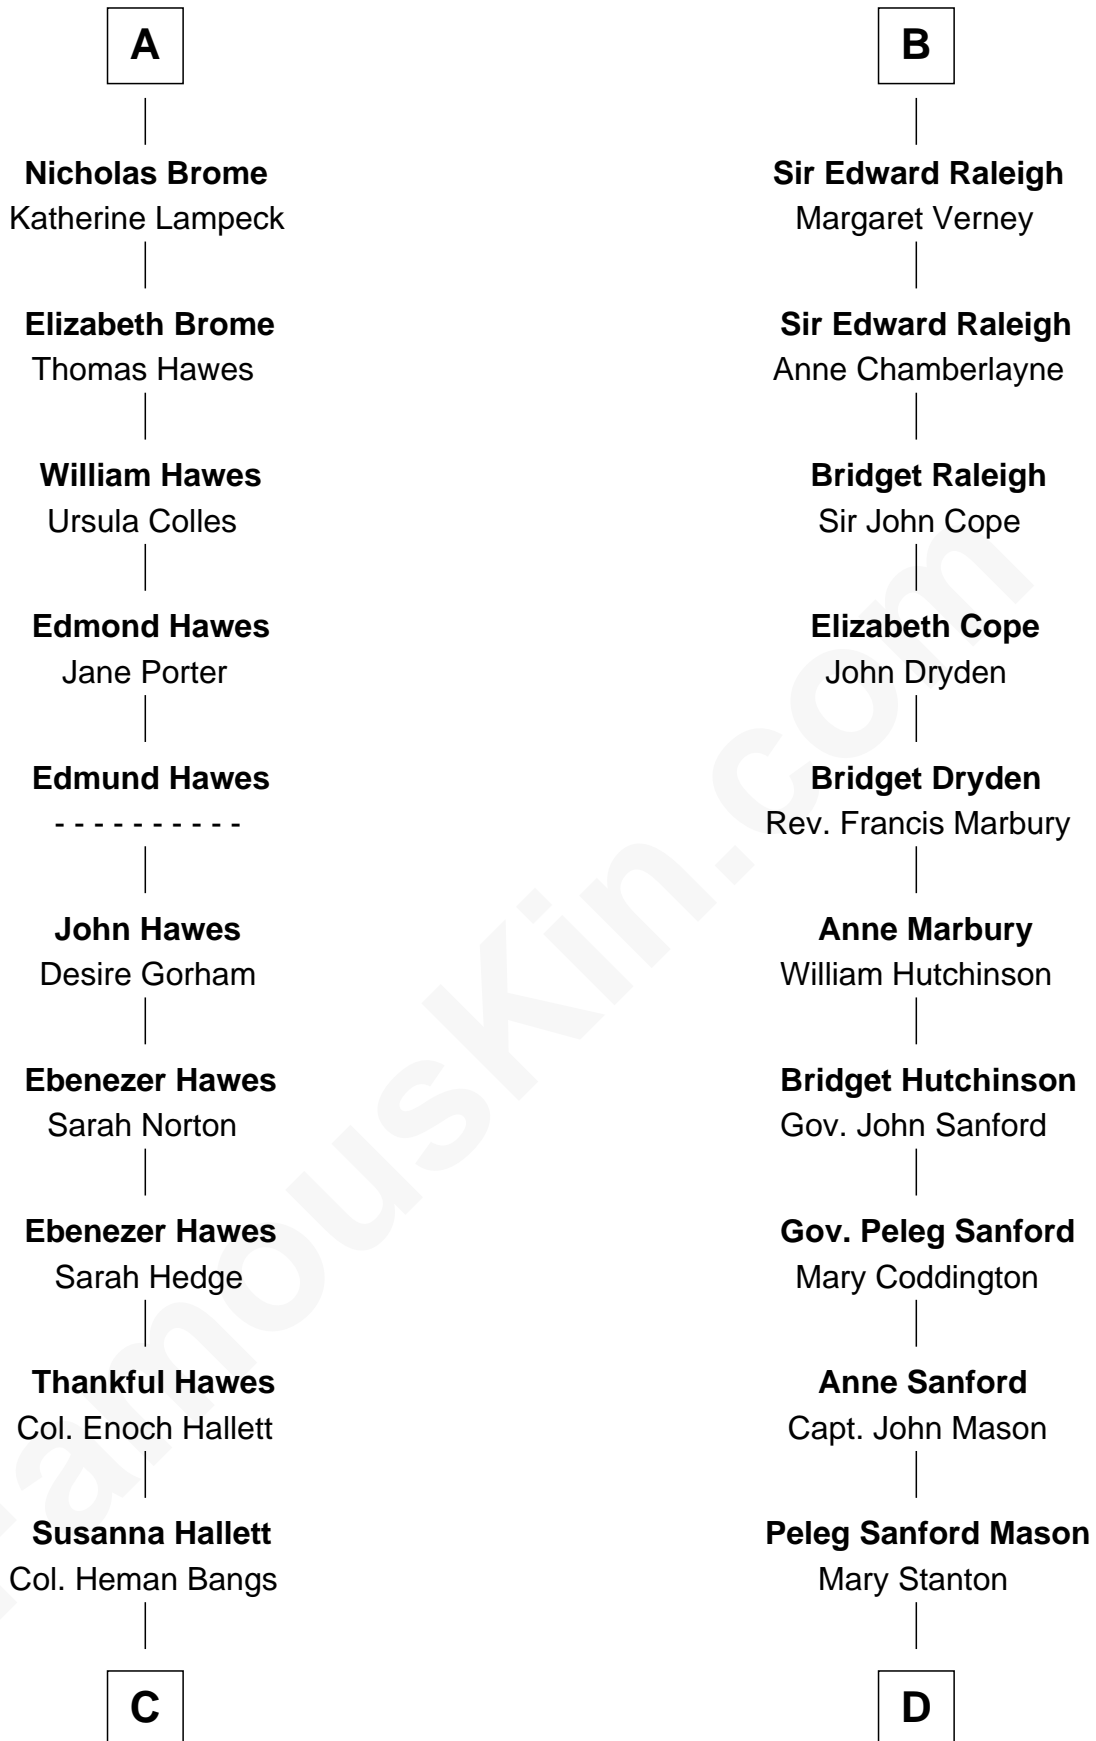 A
Nicholas Brome
Katherine Lampeck
Elizabeth Brome
Thomas Hawes
William Hawes
Ursula Colles
Edmond Hawes
Jane Porter
Edmund Hawes
- - - - - - - - - -
John Hawes
Desire Gorham
Ebenezer Hawes
Sarah Norton
Ebenezer Hawes
Sarah Hedge
Thankful Hawes
Col. Enoch Hallett
Susanna Hallett
Col. Heman Bangs
C
B
Sir Edward Raleigh
Margaret Verney
Sir Edward Raleigh
Anne Chamberlayne
Bridget Raleigh
Sir John Cope
Elizabeth Cope
John Dryden
Bridget Dryden
Rev. Francis Marbury
Anne Marbury
William Hutchinson
Bridget Hutchinson
Gov. John Sanford
Gov. Peleg Sanford
Mary Coddington
Anne Sanford
Capt. John Mason
Peleg Sanford Mason
Mary Stanton
D
FamousKin.com